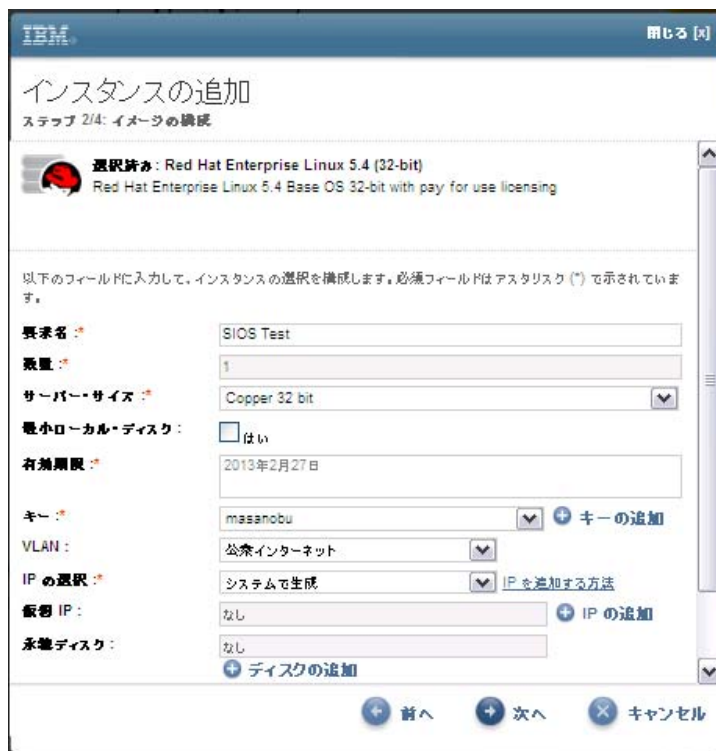 IBM.
閉じる [x]
インスタンスの追加
ステップ 2/4: イメージの構成
選択済み: Red Hat Enterprise Linux 5.4 (32-bit)
Red Hat Enterprise Linux 5.4 Base OS 32-bit with pay for use licensing
以下のフィールドに入力して、インスタンスの選択を構成します。必須フィールドはアスタリスク (*) で示されていま
す。
要求名 :* SIOS Test
数量 :* 1
サーバー・サイズ :* Copper 32 bit
最小ローカル・ディスク: はい
有効期限 :* 2013年2月27日
キー :* masanobu キーの追加
VLAN : 公衆インターネット
IP の選択 :* システムで生成 IP を追加する方法
仮想 IP : なし IP の追加
永続ディスク: なし
ディスクの追加
前へ 次へ キャンセル